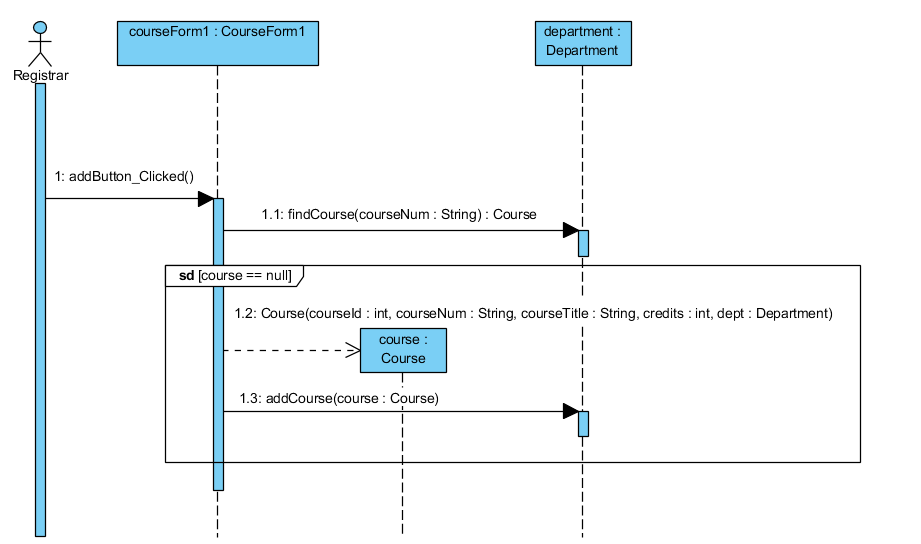 courseForm1 : CourseForm1
department :
Department
Registrar
1: addButton_Clicked()
1.1: findCourse(courseNum : String) : Course
sd [course == null]
1.2: Course(courseId : int, courseNum : String, courseTitle : String, credits : int, dept : Department)
course :
Course
1.3: addCourse(course : Course)